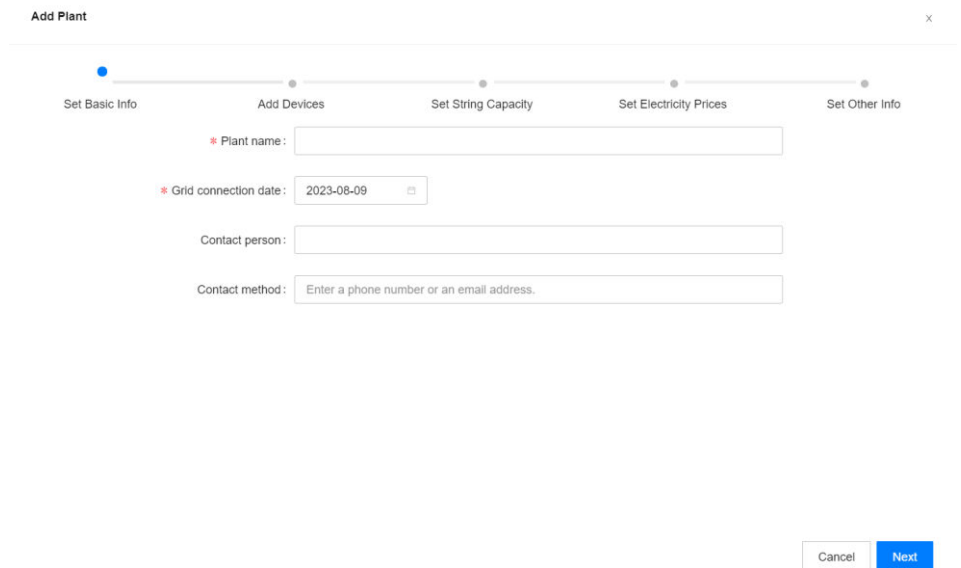 Add Plant
x
Set Basic Info
Add Devices
Set String Capacity
Set Electricity Prices
Set Other Info
* Plant name:
* Grid connection date: 2023-08-09
Contact person:
Contact method: Enter a phone number or an email address.
Cancel
Next